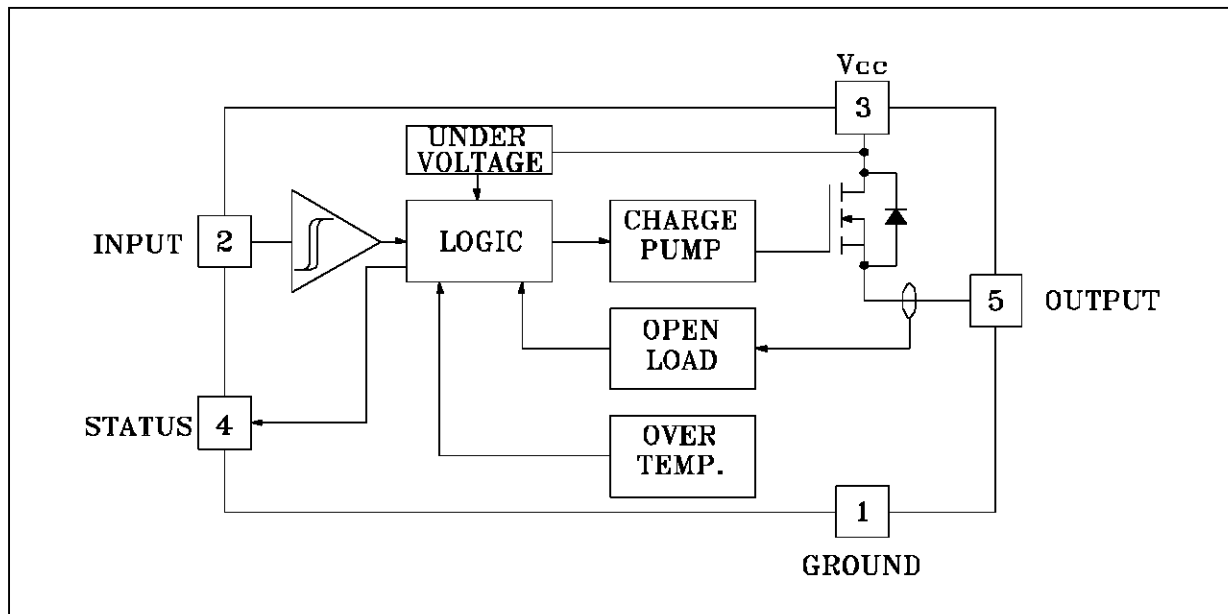 Vcc
3
UNDER
VOLTAGE
INPUT
2
LOGIC
CHARGE
PUMP
5
OUTPUT
OPEN
LOAD
STATUS
4
OVER
TEMP.
1
GROUND